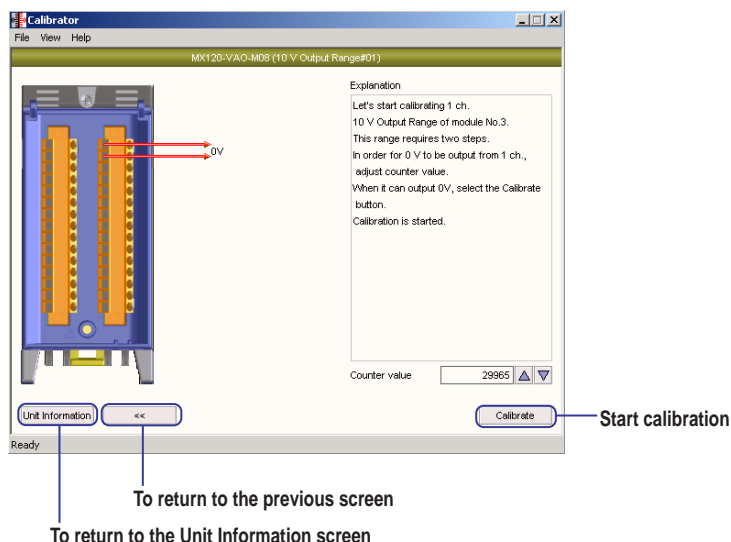 Calibrator
File View Help
MX120-VAO-M08 (10 V Output Range#01)
0V
Explanation
Let's start calibrating 1 ch.
10 V Output Range of module No.3.
This range requires two steps.
In order for 0 V to be output from 1 ch.,
adjust counter value.
When it can output 0V, select the Calibrate
button.
Calibration is started.
Counter value 29965
Unit Information << Calibrate
Start calibration
Ready
To return to the previous screen
To return to the Unit Information screen